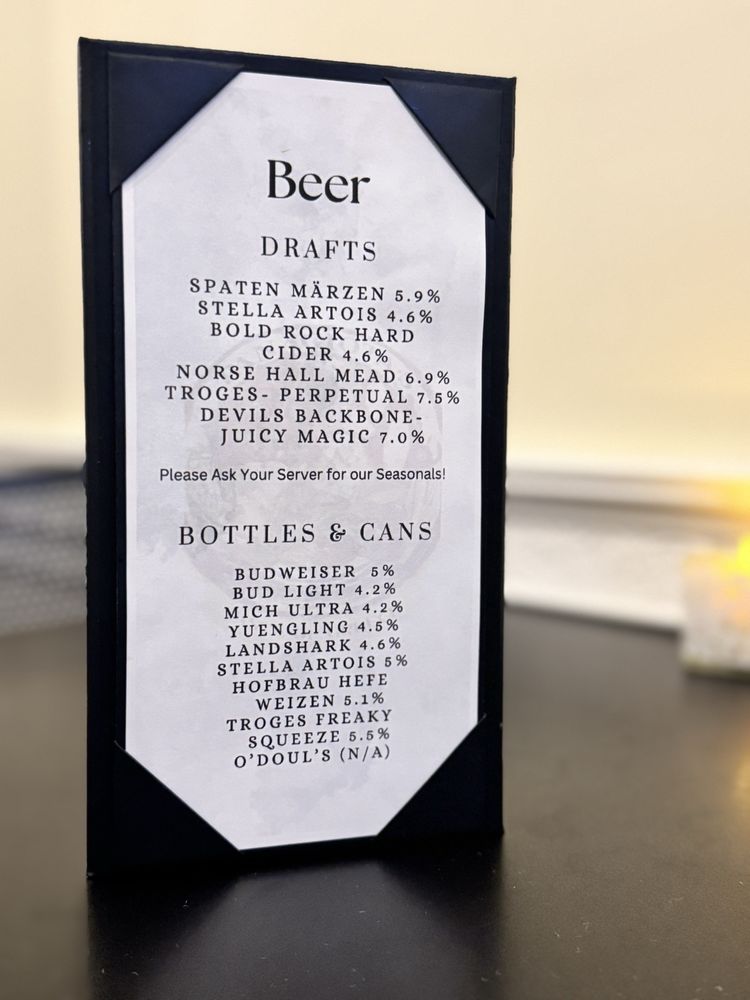 Beer
DRAFTS
SPATEN MÄRZEN 5.9%
STELLA ARTOIS 4.6%
BOLD ROCK HARD
CIDER 4.6%
NORSE HALL MEAD 6.9%
TROGES- PERPETUAL 7.5%
DEVILS BACKBONE-
JUICY MAGIC 7.0%
Please Ask Your Server for our Seasonals!
BOTTLES & CANS
BUDWEISER 5%
BUD LIGHT 4.2%
MICH ULTRA 4.2%
YUENGLING 4.5%
LANDSHARK 4.6%
STELLA ARTOIS 5%
HOFBRAU HEFE
WEIZEN 5.1%
TROGES FREAKY
SQUEEZE 5.5%
O'DOUL'S (N/A)